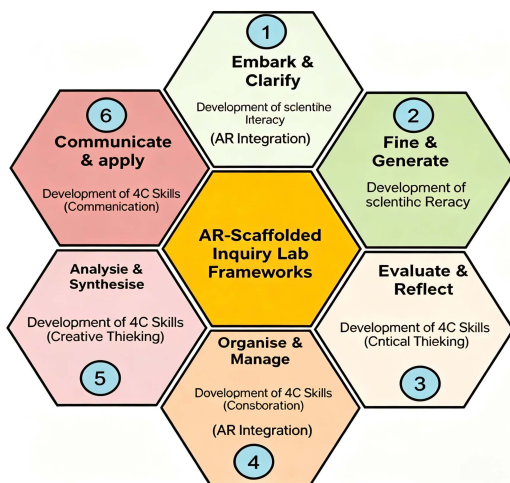 1
Embark &
Clarify
Development of scientihe
Iteracy
(AR Integration)
2
Fine &
Generate
Development of
scientihc Reracy
Evaluate &
Reflect
Development of 4C Skills
(Cntical Thieking)
3
Organise &
Manage
Dovelopment of 4C Skills
(Consboration)
(AR Integration)
4
Analysie &
Synthesise
Development of 4C Skills
(Creative Thieking)
5
6
Communicate
& apply
Development of 4C Skills
(Commenication)
AR-Scaffolded
Inquiry Lab
Frameworks